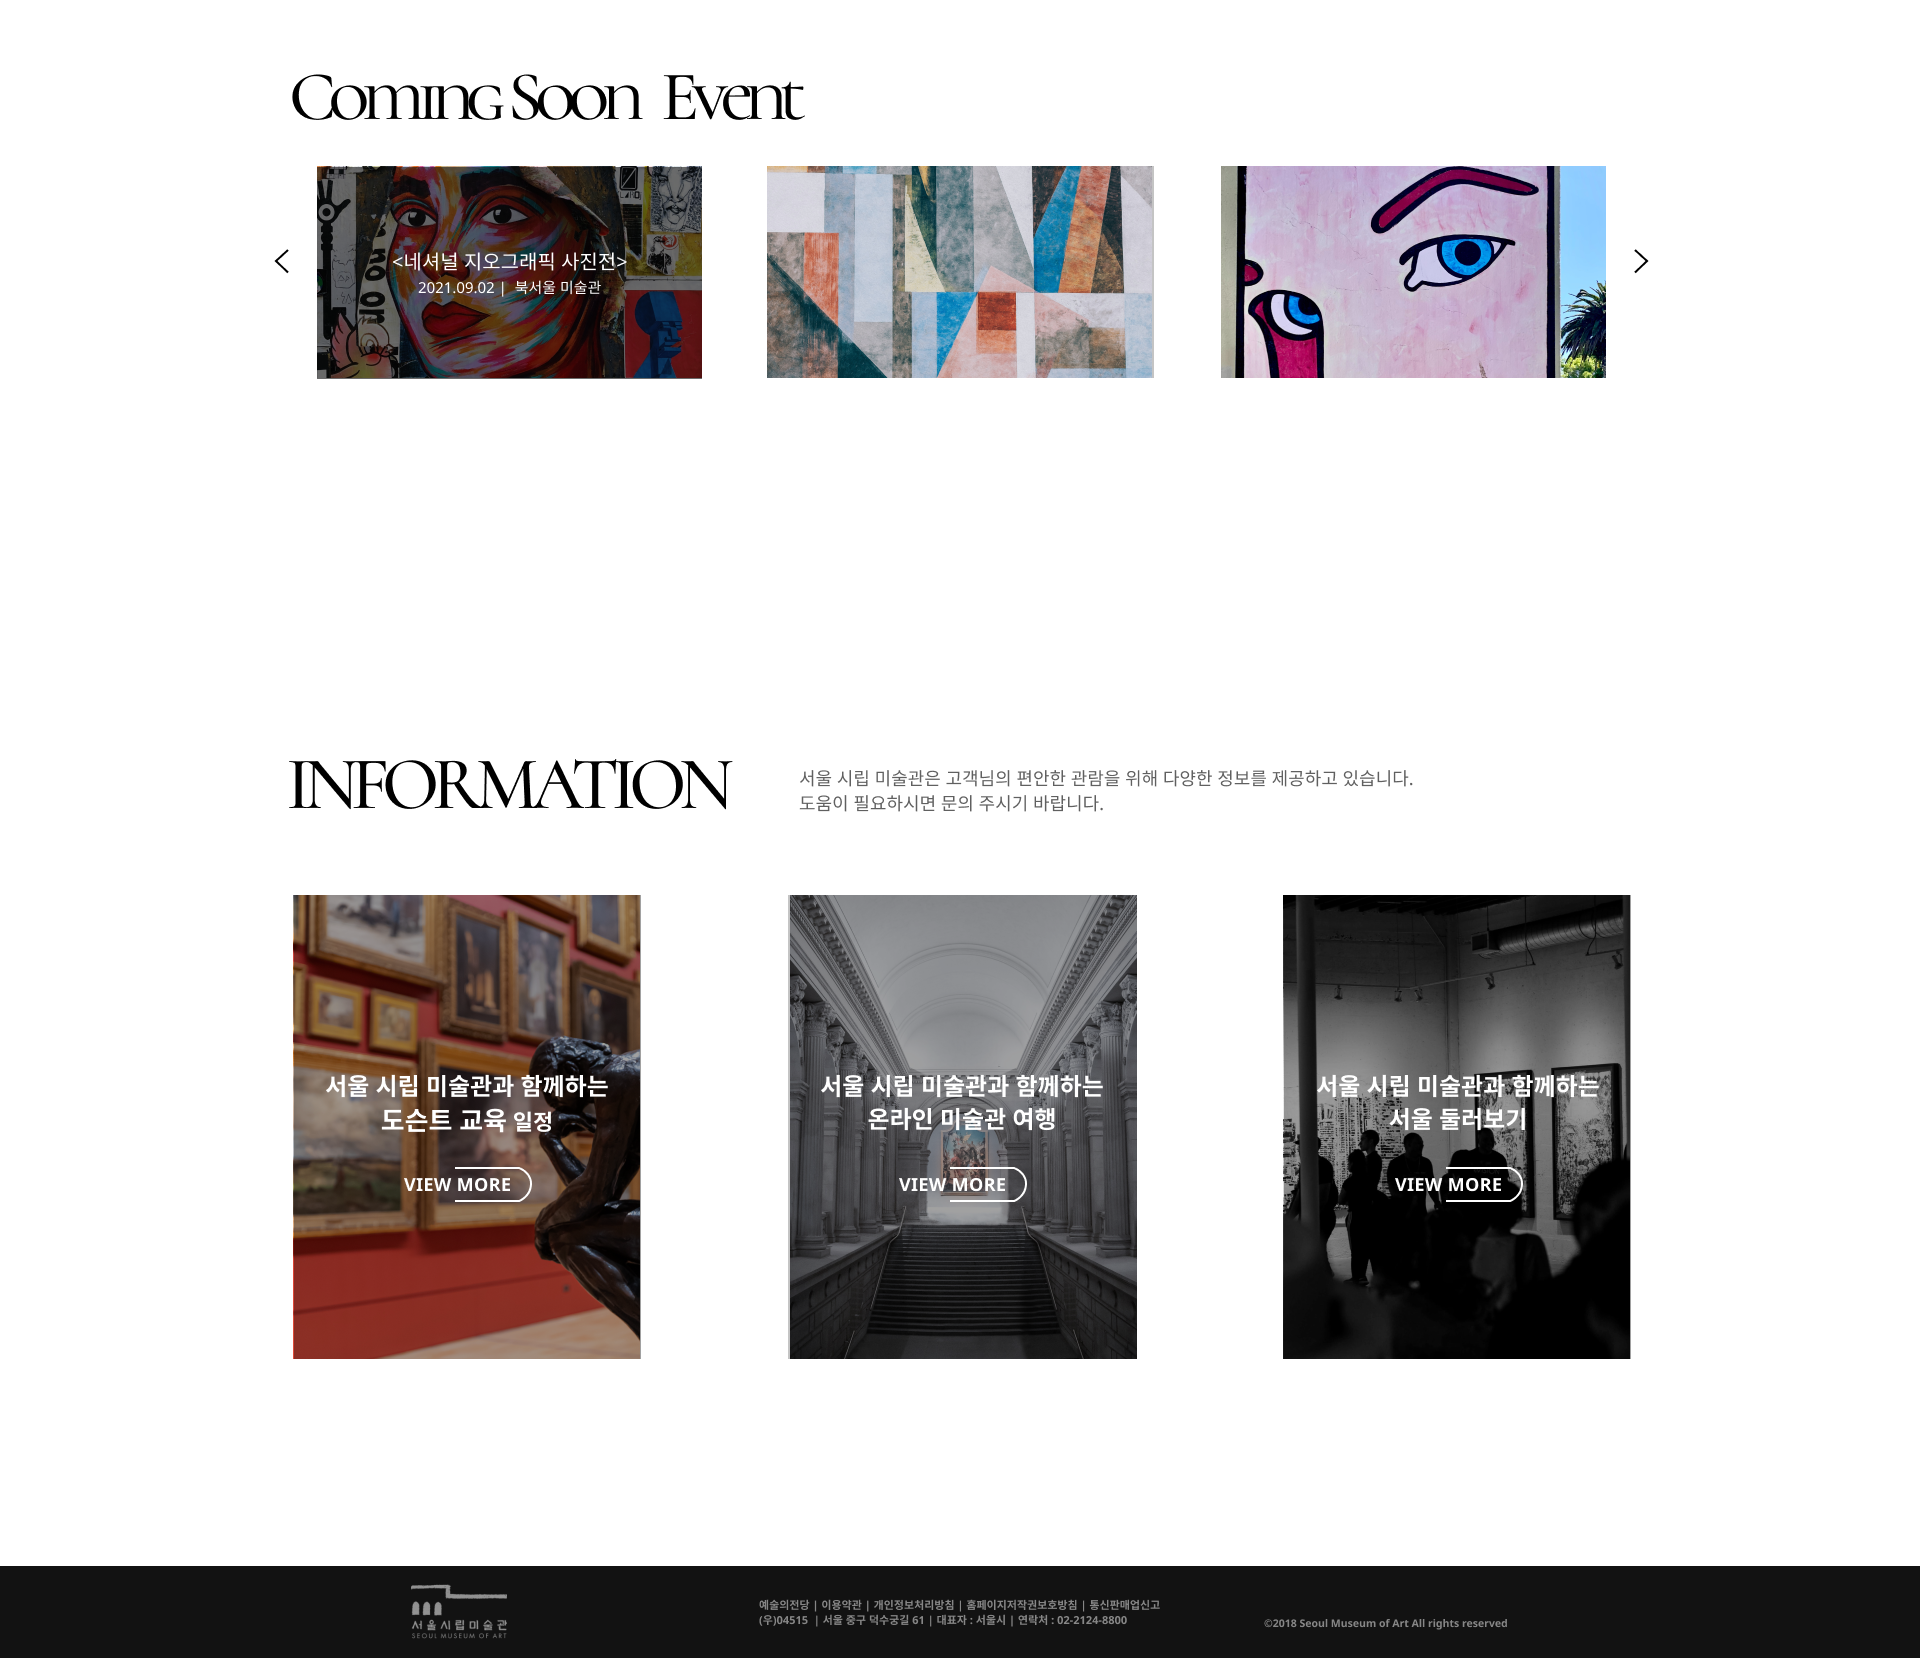 Coming Soon Event
<네셔널 지오그래픽 사진전>
2021.09.02 | 북서울 미술관
no on
INFORMATION
서울 시립 미술관은 고객님의 편안한 관람을 위해 다양한 정보를 제공하고 있습니다.
도움이 필요하시면 문의 주시기 바랍니다.
서울 시립 미술관과 함께하는
도슨트 교육 일정
VIEW MORE
서울 시립 미술관과 함께하는
온라인 미술관 여행
VIEW MORE
서울 시립 미술관과 함께하는
서울 둘러보기
VIEW MORE
서울시립미술관
SEOUL MUSEUM OF ART
예술의전당 | 이용약관 | 개인정보처리방침 | 홈페이지저작권보호방침 | 통신판매업신고
(우)04515 | 서울 중구 덕수궁길 61 | 대표자 : 서울시 | 연락처 : 02-2124-8800
©2018 Seoul Museum of Art All rights reserved